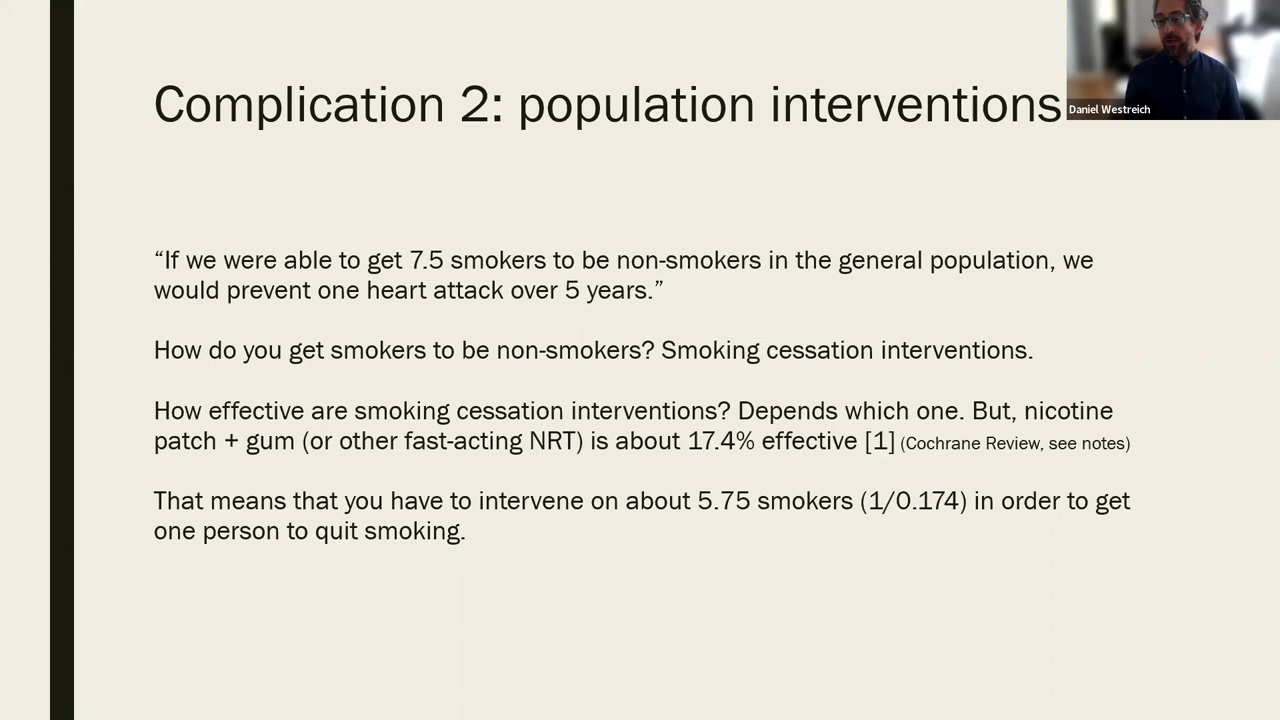 Complication 2: population interventions
Daniel Westreich
“If we were able to get 7.5 smokers to be non-smokers in the general population, we
would prevent one heart attack over 5 years.”
How do you get smokers to be non-smokers? Smoking cessation interventions.
How effective are smoking cessation interventions? Depends which one. But, nicotine
patch + gum (or other fast-acting NRT) is about 17.4% effective [1] (Cochrane Review, see notes)
That means that you have to intervene on about 5.75 smokers (1/0.174) in order to get
one person to quit smoking.